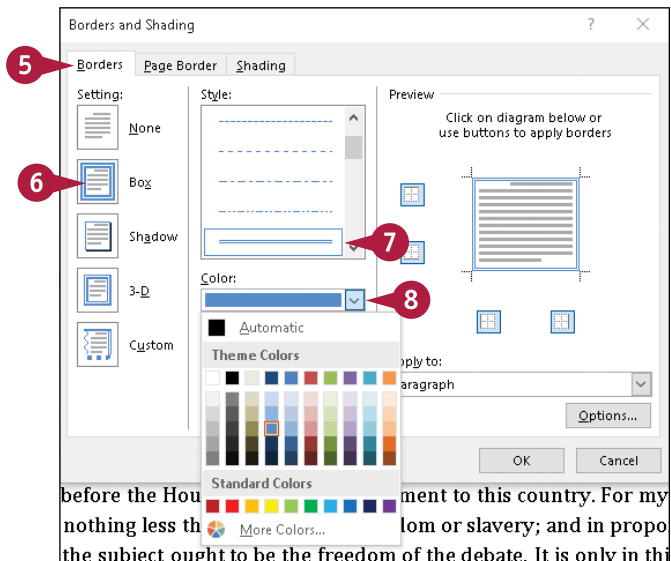 Borders and Shading ? ×
5 Borders Page Border Shading
Setting:
None
6 Box
Shadow
3-D
Custom
Style:
7
Color:
8
Automatic
Theme Colors
Standard Colors
More Colors...
Preview
Click on diagram below or
use buttons to apply borders
pply to:
aragraph
Options...
OK Cancel
before the Hou ment to this country. For my
nothing less th dom or slavery; and in propo
the subject ought to be the freedom of the debate. It is only in thi